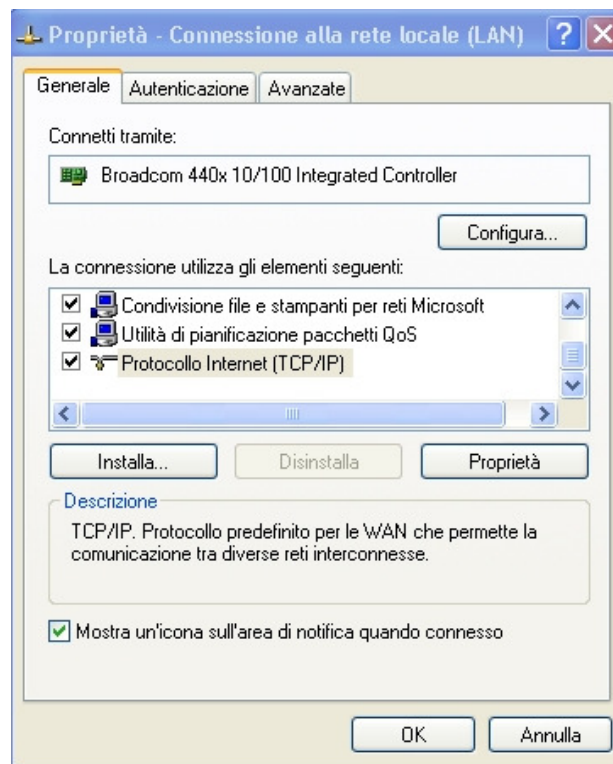 Proprietà - Connessione alla rete locale (LAN)
Generale
Autenticazione
Avanzate
Connetti tramite:
Broadcom 440x 10/100 Integrated Controller
Configura...
La connessione utilizza gli elementi seguenti:
Condivisione file e stampanti per reti Microsoft
Utilità di pianificazione pacchetti QoS
Protocollo Internet (TCP/IP)
Installa...
Disinstalla
Proprietà
Descrizione
TCP/IP. Protocollo predefinito per le WAN che permette la
comunicazione tra diverse reti interconnesse.
Mostra un'icona sull'area di notifica quando connesso
OK
Annulla